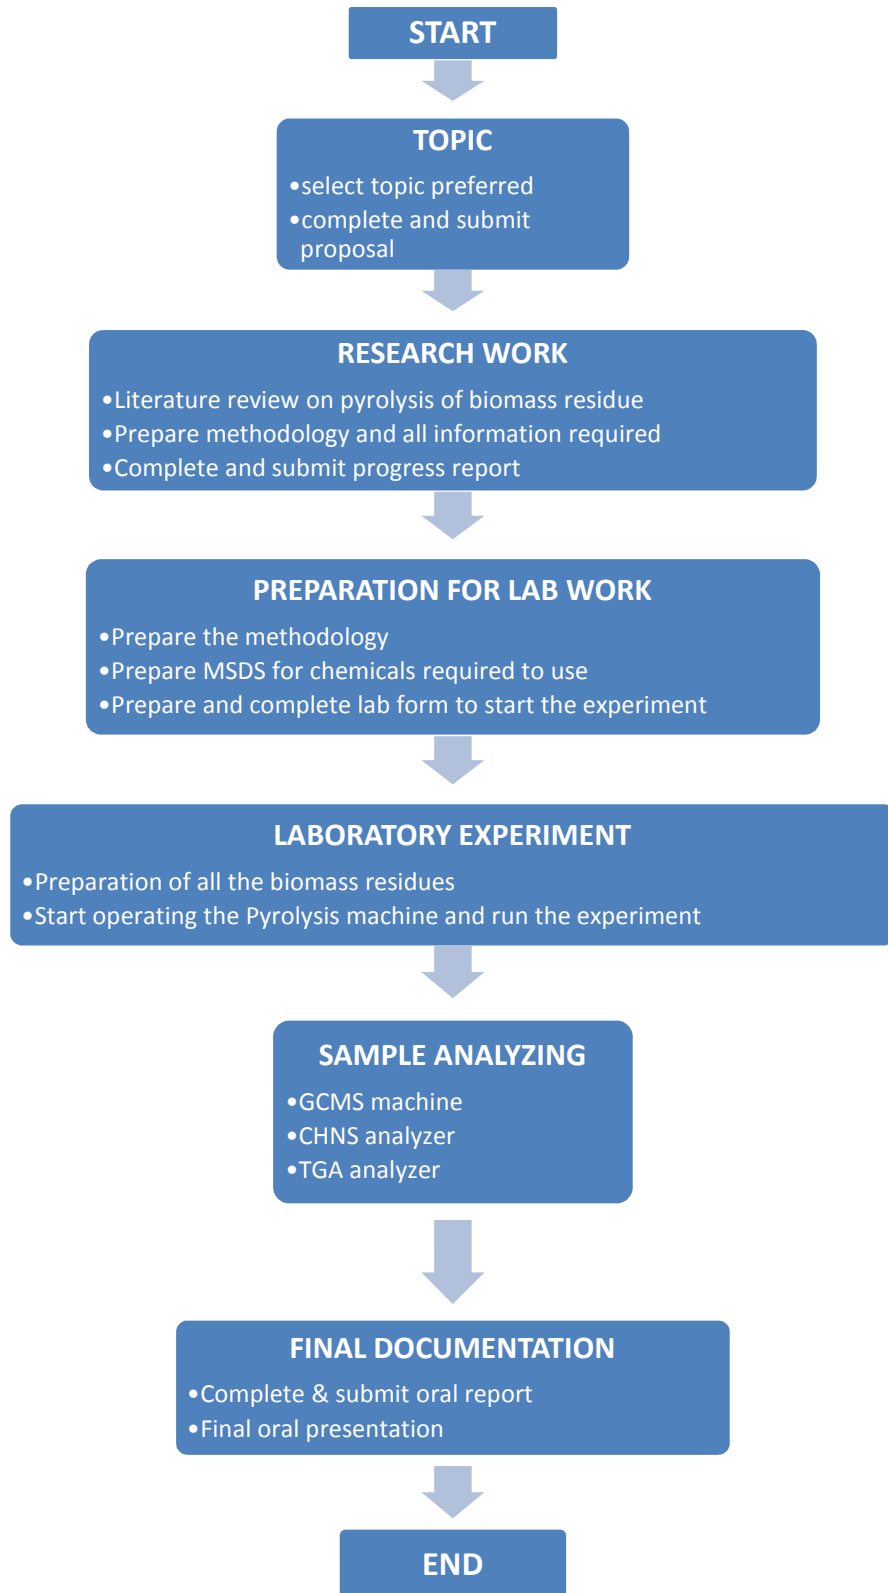 START
TOPIC
•select topic preferred
•complete and submit
proposal
RESEARCH WORK
•Literature review on pyrolysis of biomass residue
•Prepare methodology and all information required
•Complete and submit progress report
PREPARATION FOR LAB WORK
•Prepare the methodology
•Prepare MSDS for chemicals required to use
•Prepare and complete lab form to start the experiment
LABORATORY EXPERIMENT
•Preparation of all the biomass residues
•Start operating the Pyrolysis machine and run the experiment
SAMPLE ANALYZING
•GCMS machine
•CHNS analyzer
•TGA analyzer
FINAL DOCUMENTATION
•Complete & submit oral report
•Final oral presentation
END